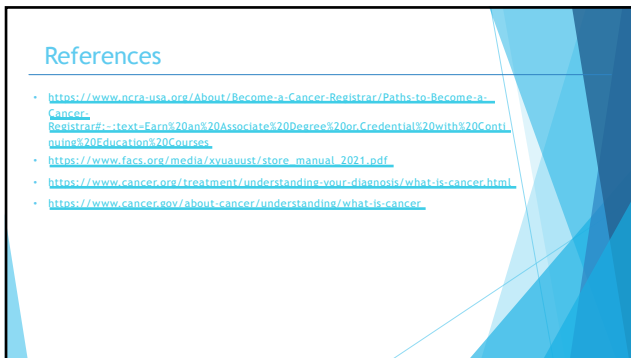 References
• https://www.ncra-usa.org/About/Become-a-Cancer-Registrar/Paths-to-Become-a-
Cancer-
Registrar#:~:text=Earn%20an%20Associate%20Degree%20or,Credential%20with%20Conti
nuing%20Education%20Courses
• https://www.facs.org/media/xyuauust/store_manual_2021.pdf
• https://www.cancer.org/treatment/understanding-your-diagnosis/what-is-cancer.html
• https://www.cancer.gov/about-cancer/understanding/what-is-cancer